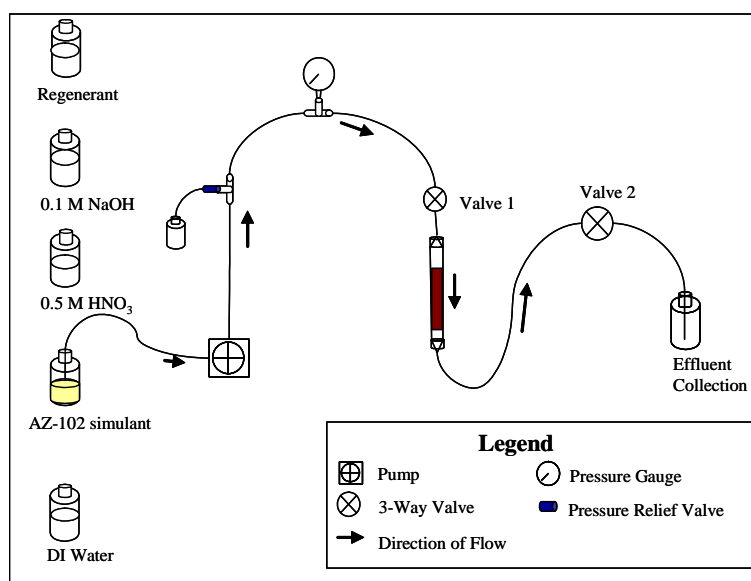 Regenerant
0.1 M NaOH
0.5 M HNO₃
AZ-102 simulant
DI Water
Valve 1
Valve 2
Effluent
Collection
Legend
Pump
Pressure Gauge
3-Way Valve
Pressure Relief Valve
Direction of Flow